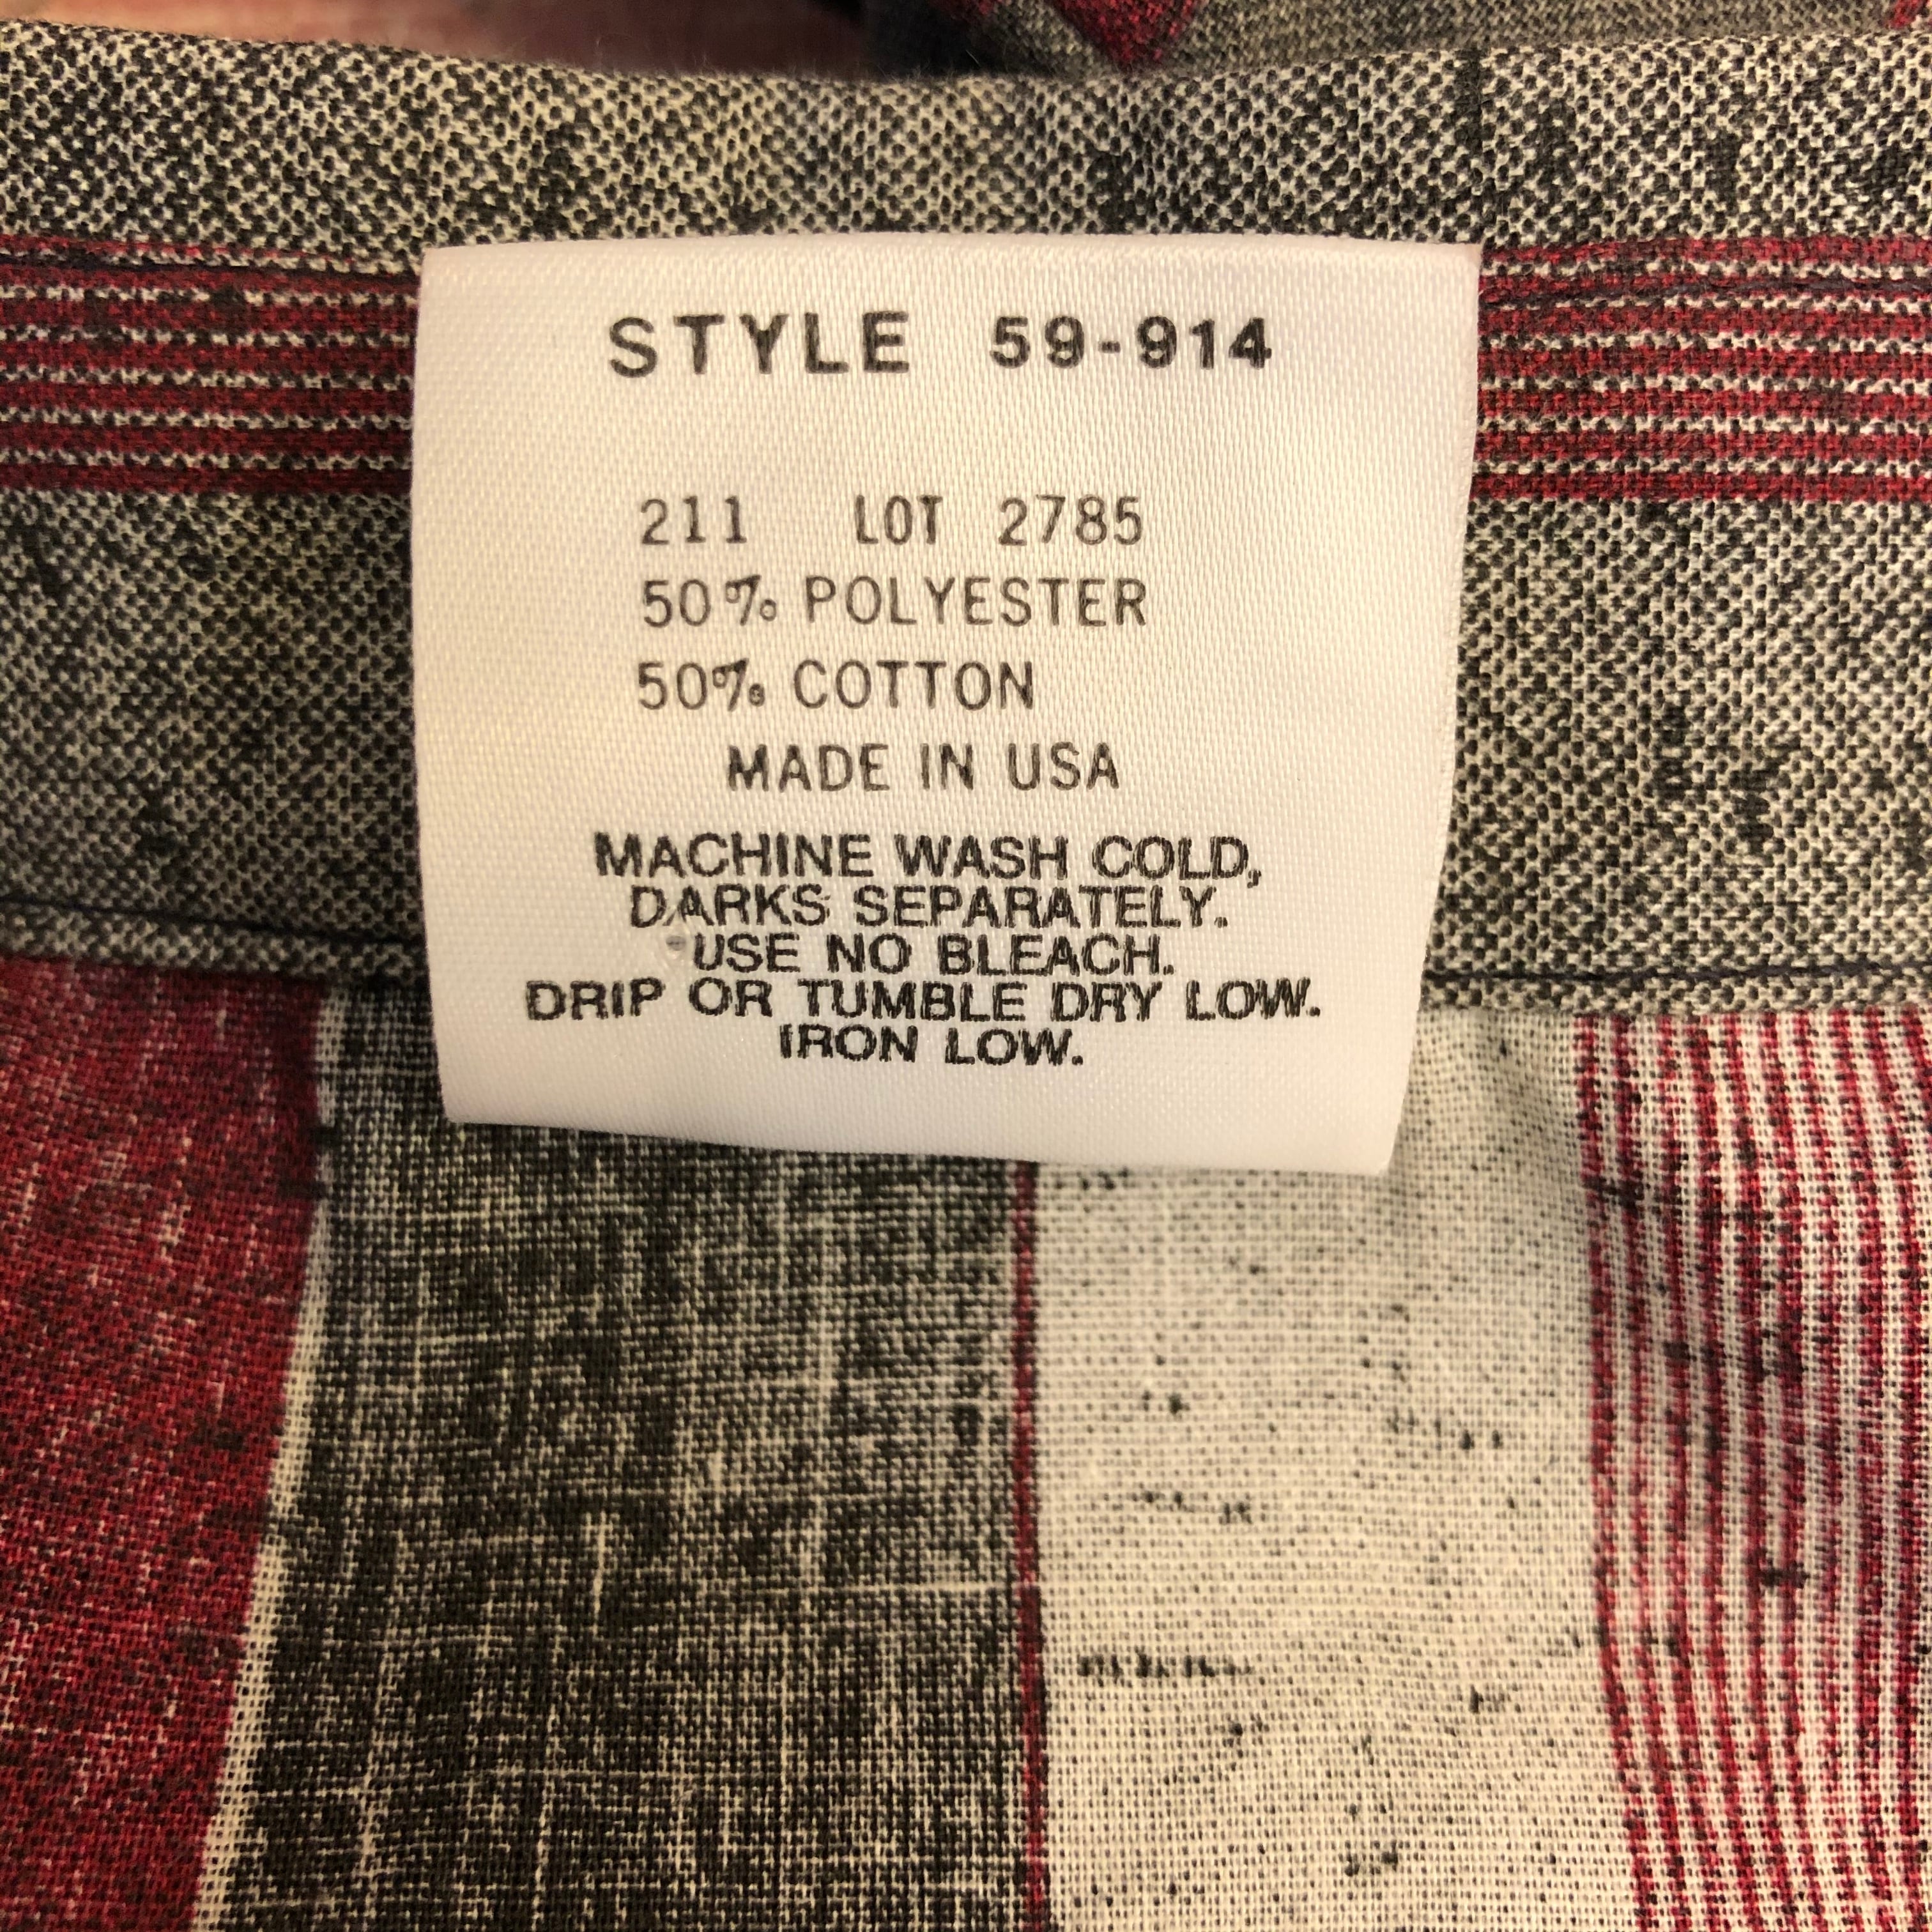 STYLE 59-914
211 LOT 2785
50% POLYESTER
50% COTTON
MADE IN USA
MACHINE WASH COLD,
DARKS SEPARATELY.
USE NO BLEACH.
DRIP OR TUMBLE DRY LOW.
IRON LOW.